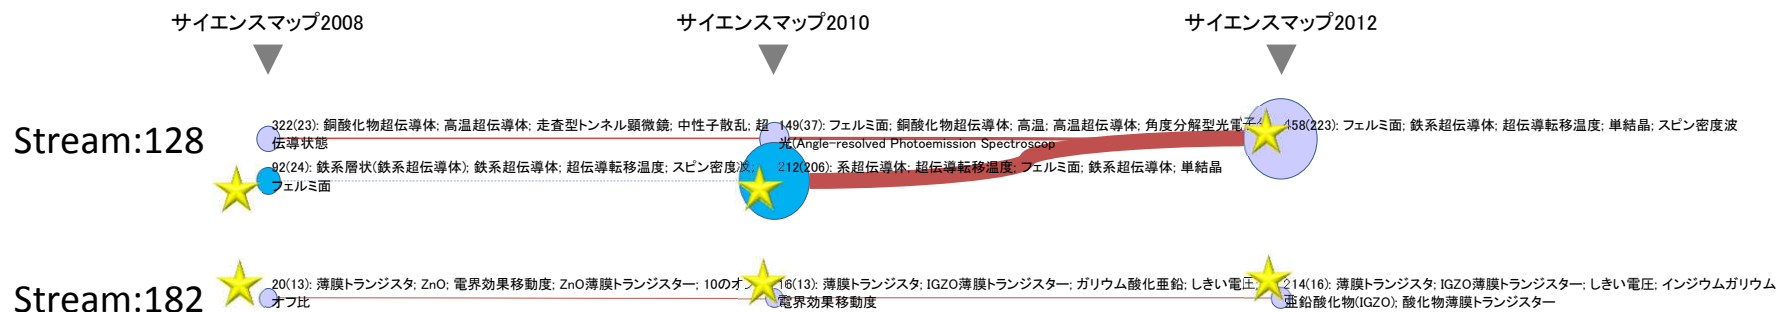 サイエンスマップ2008
サイエンスマップ2010
サイエンスマップ2012
Stream:128
322(23): 銅酸化物超伝導体; 高温超伝導体; 走査型トンネル顕微鏡; 中性子散乱; 超
伝導状態
149(37): フェルミ面; 銅酸化物超伝導体; 高温; 高温超伝導体; 角度分解型光電子
光(Angle-resolved Photoemission Spectroscop
458(223): フェルミ面; 鉄系超伝導体; 超伝導転移温度; 単結晶; スピン密度波
92(24): 鉄系層状(鉄系超伝導体); 鉄系超伝導体; 超伝導転移温度; スピン密度波;
フェルミ面
212(206): 系超伝導体; 超伝導転移温度; フェルミ面; 鉄系超伝導体; 単結晶
Stream:182
20(13): 薄膜トランジスタ; ZnO; 電界効果移動度; ZnO薄膜トランジスター; 10のオン
オフ比
16(13): 薄膜トランジスタ; IGZO薄膜トランジスター; ガリウム酸化亜鉛; しきい電圧;
電界効果移動度
214(16): 薄膜トランジスタ; IGZO薄膜トランジスター; しきい電圧; インジウムガリウム
亜鉛酸化物(IGZO); 酸化物薄膜トランジスター